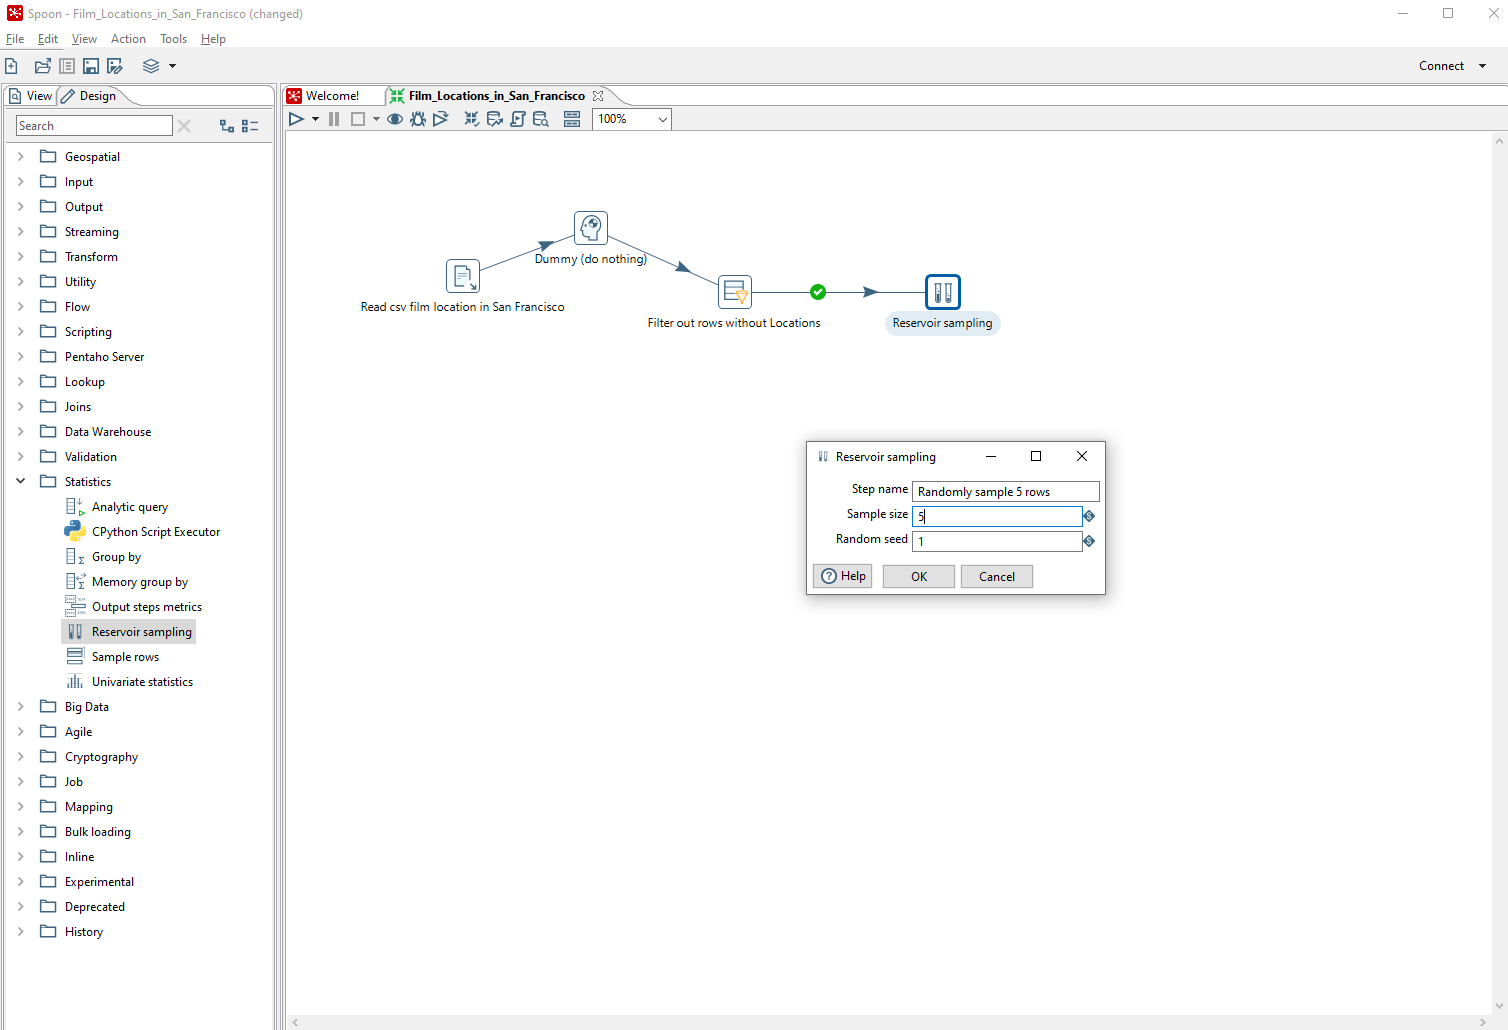 Spoon - Film_Locations_in_San_Francisco (changed)
File Edit View Action Tools Help
Connect
View Design
Welcome! Film_Locations_in_San_Francisco
Search
100%
Geospatial
Input
Output
Streaming
Transform
Utility
Flow
Scripting
Pentaho Server
Lookup
Joins
Data Warehouse
Validation
Statistics
Analytic query
CPython Script Executor
Group by
Memory group by
Output steps metrics
Reservoir sampling
Sample rows
Univariate statistics
Big Data
Agile
Cryptography
Job
Mapping
Bulk loading
Inline
Experimental
Deprecated
History
Dummy (do nothing)
Read csv film location in San Francisco
Filter out rows without Locations
Reservoir sampling
Reservoir sampling
Step name Randomly sample 5 rows
Sample size 5
Random seed 1
Help OK Cancel